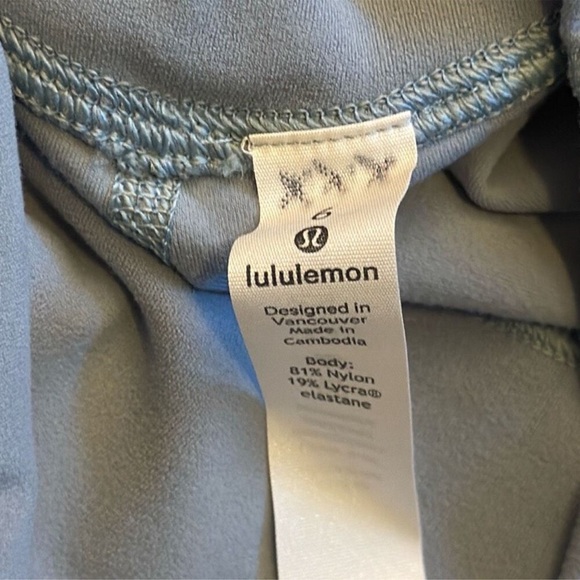 6
lululemon
Designed in
Vancouver
Made in
Cambodia
Body:
81% Nylon
19% Lycra®
elastane